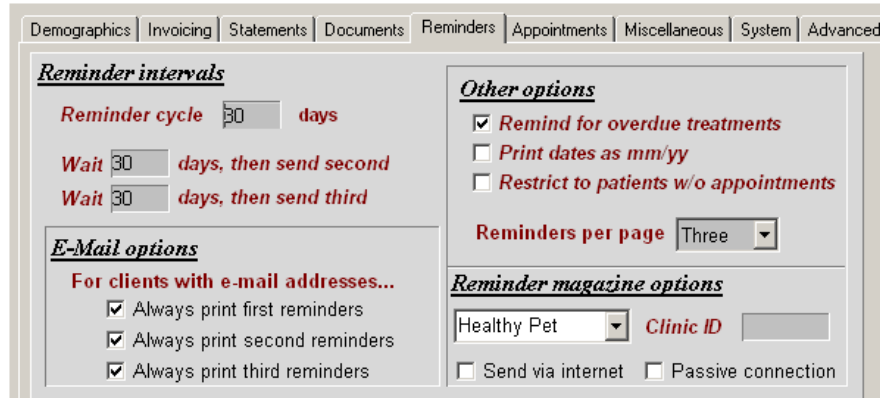 Demographics Invoicing Statements Documents Reminders Appointments Miscellaneous System Advanced
Reminder intervals
Reminder cycle 30 days
Wait 30 days, then send second
Wait 30 days, then send third
E-Mail options
For clients with e-mail addresses...
Always print first reminders
Always print second reminders
Always print third reminders
Other options
Remind for overdue treatments
Print dates as mm/yy
Restrict to patients w/o appointments
Reminders per page Three
Reminder magazine options
Healthy Pet Clinic ID
Send via internet Passive connection